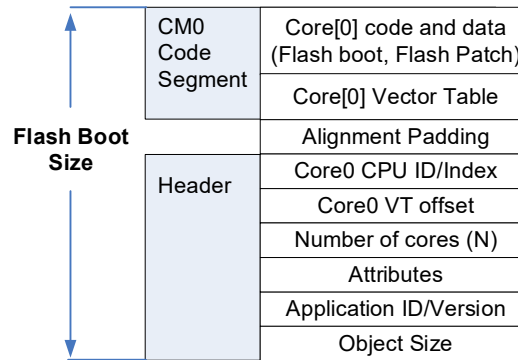 Flash Boot
Size
CM0
Code
Segment
Header
Core[0] code and data
(Flash boot, Flash Patch)
Core[0] Vector Table
Alignment Padding
Core0 CPU ID/Index
Core0 VT offset
Number of cores (N)
Attributes
Application ID/Version
Object Size